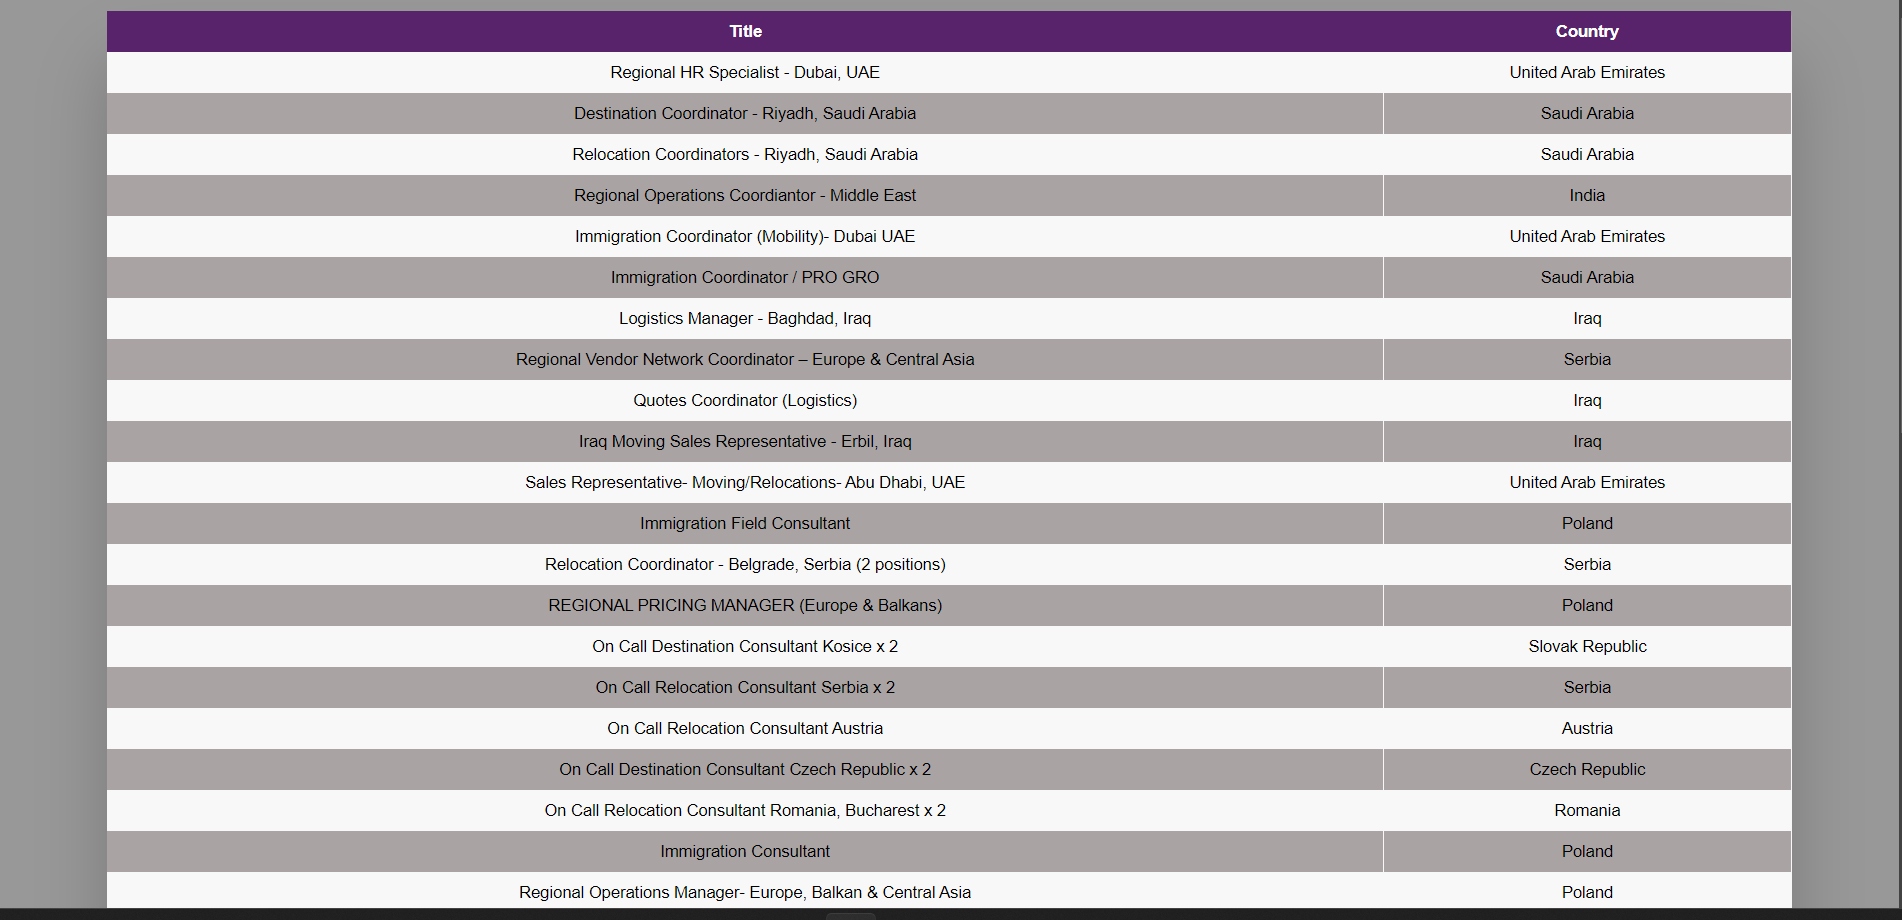 Title Country
Regional HR Specialist - Dubai, UAE United Arab Emirates
Destination Coordinator - Riyadh, Saudi Arabia Saudi Arabia
Relocation Coordinators - Riyadh, Saudi Arabia Saudi Arabia
Regional Operations Coordiantor - Middle East India
Immigration Coordinator (Mobility)- Dubai UAE United Arab Emirates
Immigration Coordinator / PRO GRO Saudi Arabia
Logistics Manager - Baghdad, Iraq Iraq
Regional Vendor Network Coordinator – Europe & Central Asia Serbia
Quotes Coordinator (Logistics) Iraq
Iraq Moving Sales Representative - Erbil, Iraq Iraq
Sales Representative- Moving/Relocations- Abu Dhabi, UAE United Arab Emirates
Immigration Field Consultant Poland
Relocation Coordinator - Belgrade, Serbia (2 positions) Serbia
REGIONAL PRICING MANAGER (Europe & Balkans) Poland
On Call Destination Consultant Kosice x 2 Slovak Republic
On Call Relocation Consultant Serbia x 2 Serbia
On Call Relocation Consultant Austria Austria
On Call Destination Consultant Czech Republic x 2 Czech Republic
On Call Relocation Consultant Romania, Bucharest x 2 Romania
Immigration Consultant Poland
Regional Operations Manager- Europe, Balkan & Central Asia Poland